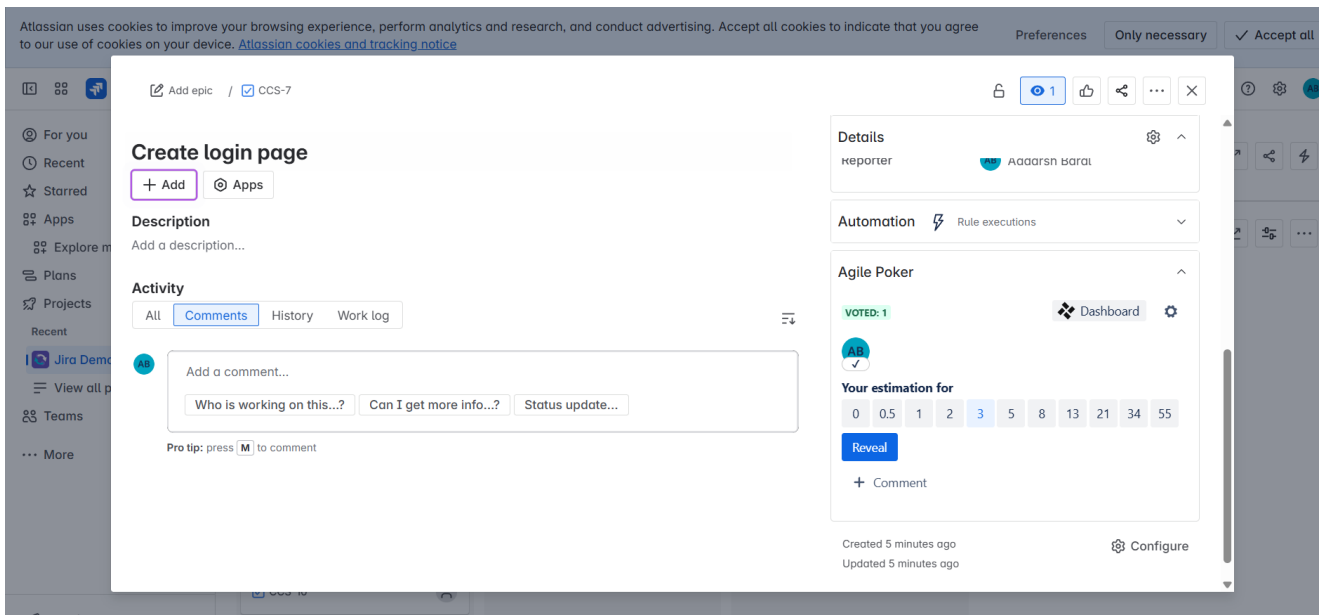 Atlassian uses cookies to improve your browsing experience, perform analytics and research, and conduct advertising. Accept all cookies to indicate that you agree
to our use of cookies on your device. Atlassian cookies and tracking notice
Preferences
Only necessary
Accept all
Add epic / CCS-7
1
AB
For you
Recent
Starred
Apps
Explore m
Plans
Projects
Recent
Jira Demo
View all p
Teams
More
Create login page
+ Add
Apps
Description
Add a description...
Activity
All
Comments
History
Work log
AB
Add a comment...
Who is working on this...?
Can I get more info...?
Status update...
Pro tip: press M to comment
Details
Reporter
AB
Aadarsh Baral
Automation
Rule executions
Agile Poker
VOTED: 1
Dashboard
AB
Your estimation for
0 0.5 1 2 3 5 8 13 21 34 55
Reveal
+ Comment
Created 5 minutes ago
Updated 5 minutes ago
Configure